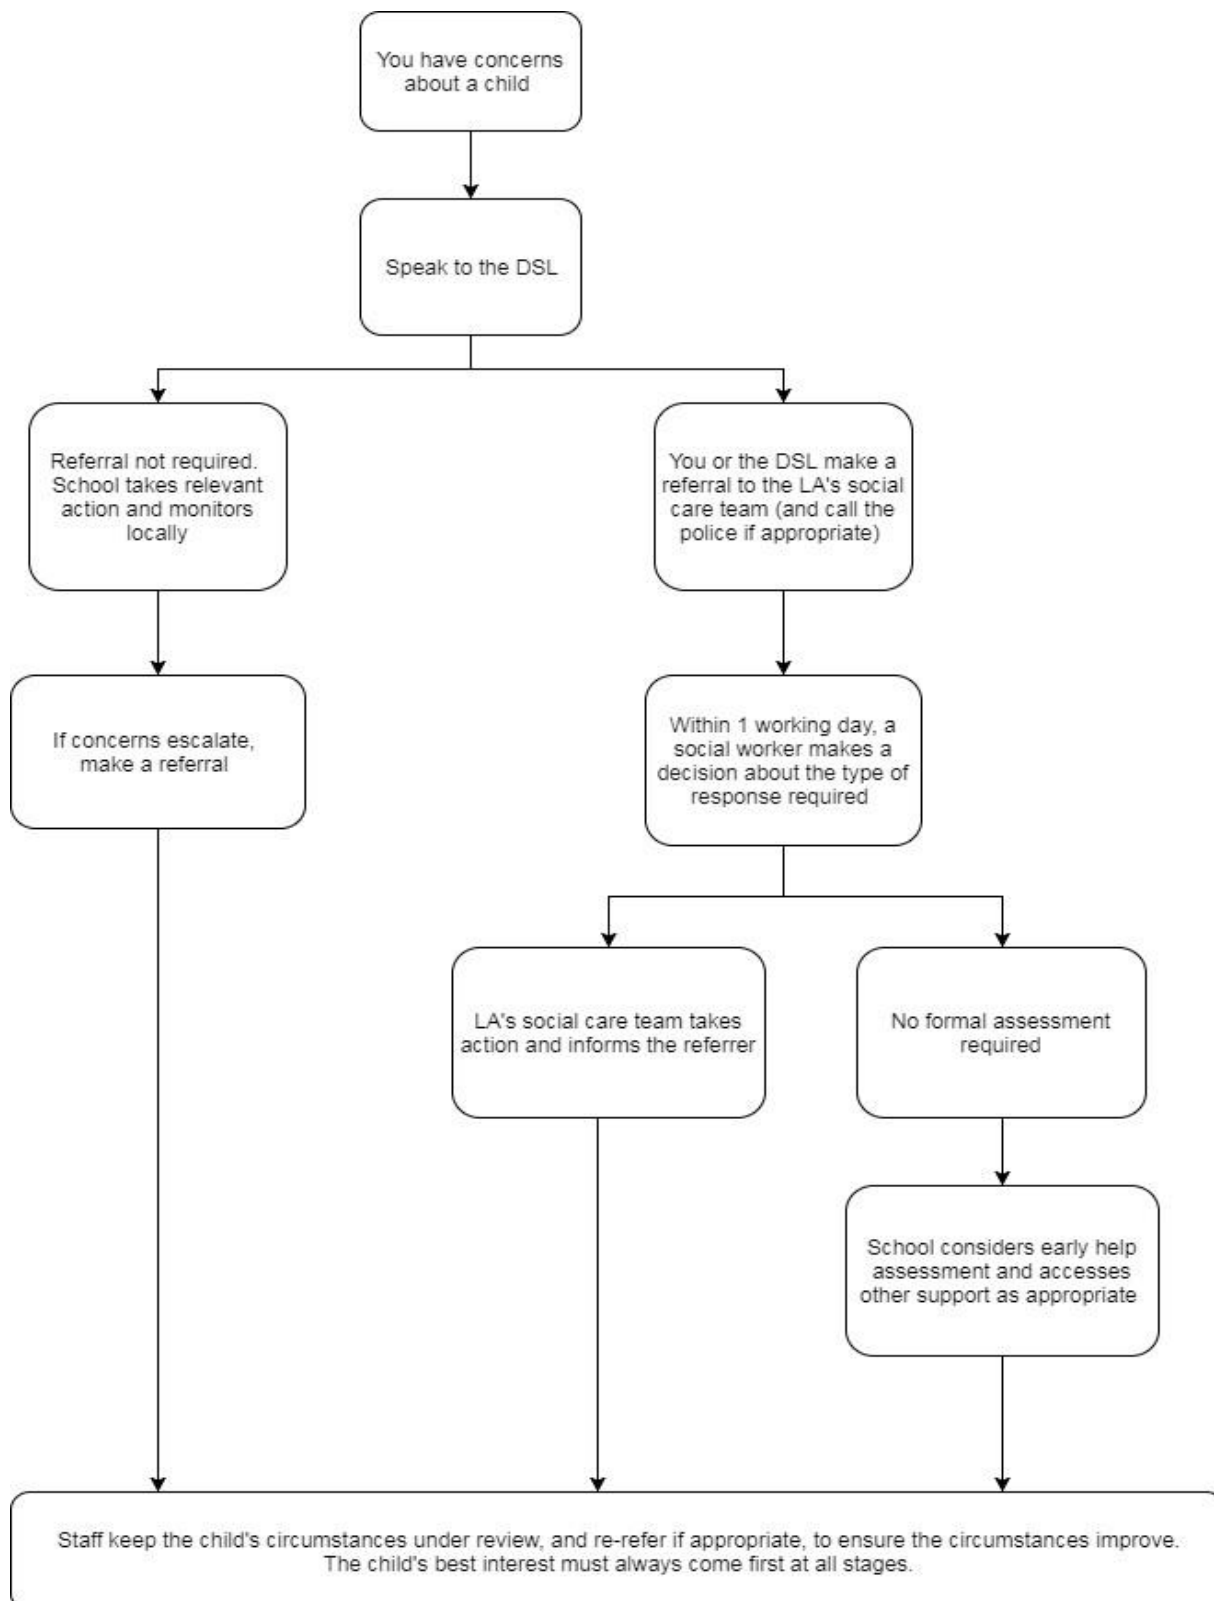 You have concerns
about a child
Speak to the DSL
Referral not required.
School takes relevant
action and monitors
locally
You or the DSL make a
referral to the LA's social
care team (and call the
police if appropriate)
If concerns escalate,
make a referral
Within 1 working day, a
social worker makes a
decision about the type of
response required
LA's social care team takes
action and informs the referrer
No formal assessment
required
School considers early help
assessment and accesses
other support as appropriate
Staff keep the child's circumstances under review, and re-refer if appropriate, to ensure the circumstances improve.
The child's best interest must always come first at all stages.